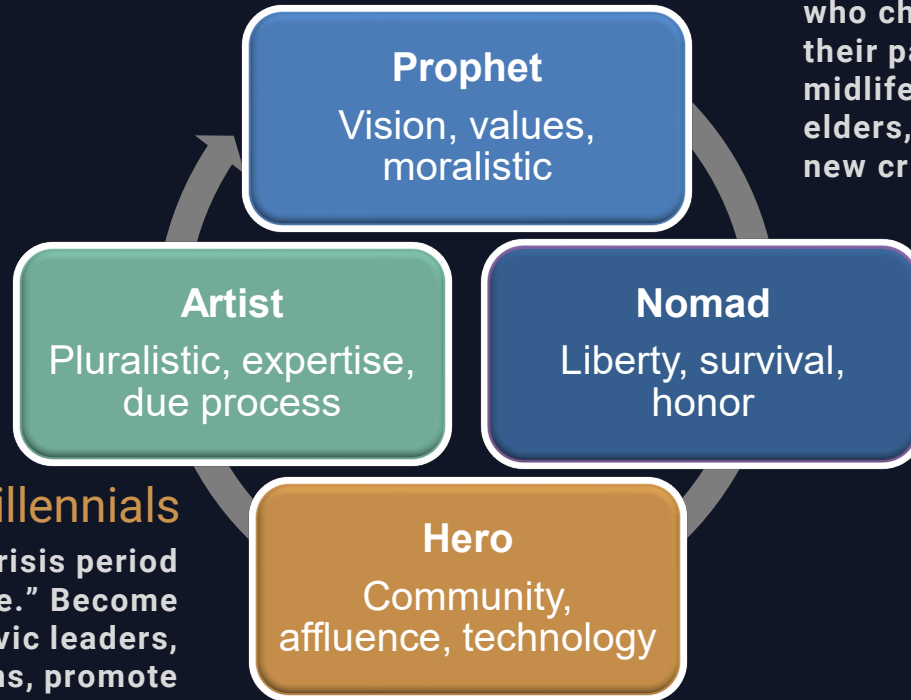 who ch
their pa
midlife
elders,
new cr
Prophet
Vision, values,
moralistic
Artist
Pluralistic, expertise,
due process
Nomad
Liberty, survival,
honor
illennials
risis period
e.” Become
vic leaders,
ns, promote
Hero
Community,
affluence, technology